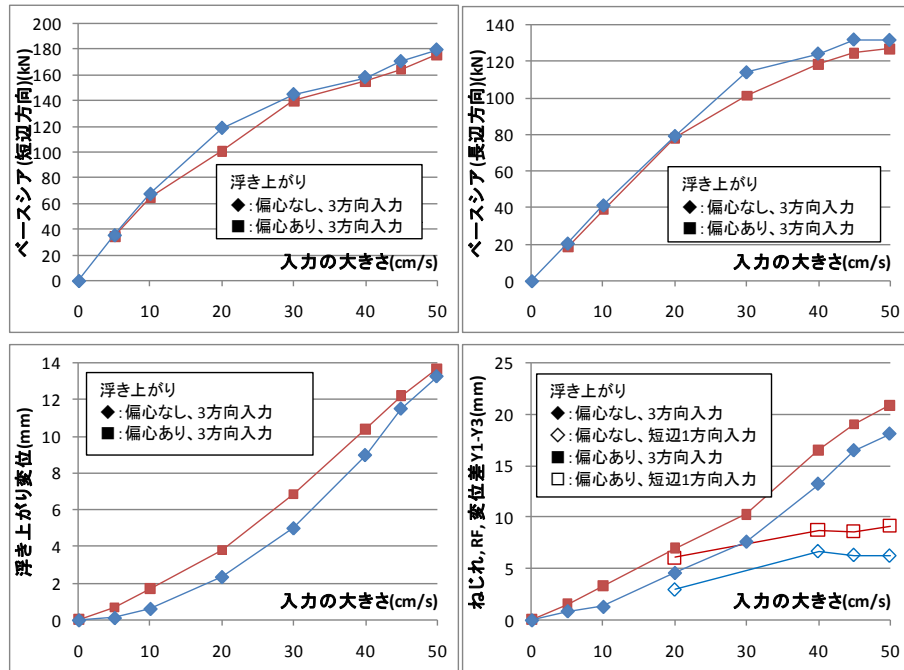 ベースシア(短辺方向)(kN)
200
180
160
140
120
100
80
60
40
20
0
浮き上がり
◆:偏心なし、3方向入力
■:偏心あり、3方向入力
入力の大きさ(cm/s)
0 10 20 30 40 50
ベースシア(長辺方向)(kN)
140
120
100
80
60
40
20
0
浮き上がり
◆:偏心なし、3方向入力
■:偏心あり、3方向入力
入力の大きさ(cm/s)
0 10 20 30 40 50
浮き上がり変位(mm)
14
12
10
8
6
4
2
0
浮き上がり
◆:偏心なし、3方向入力
■:偏心あり、3方向入力
入力の大きさ(cm/s)
0 10 20 30 40 50
ねじれ, RF, 変位差Y1-Y3(mm)
25
20
15
10
5
0
浮き上がり
◆:偏心なし、3方向入力
◇:偏心なし、短辺1方向入力
■:偏心あり、3方向入力
□:偏心あり、短辺1方向入力
入力の大きさ(cm/s)
0 10 20 30 40 50